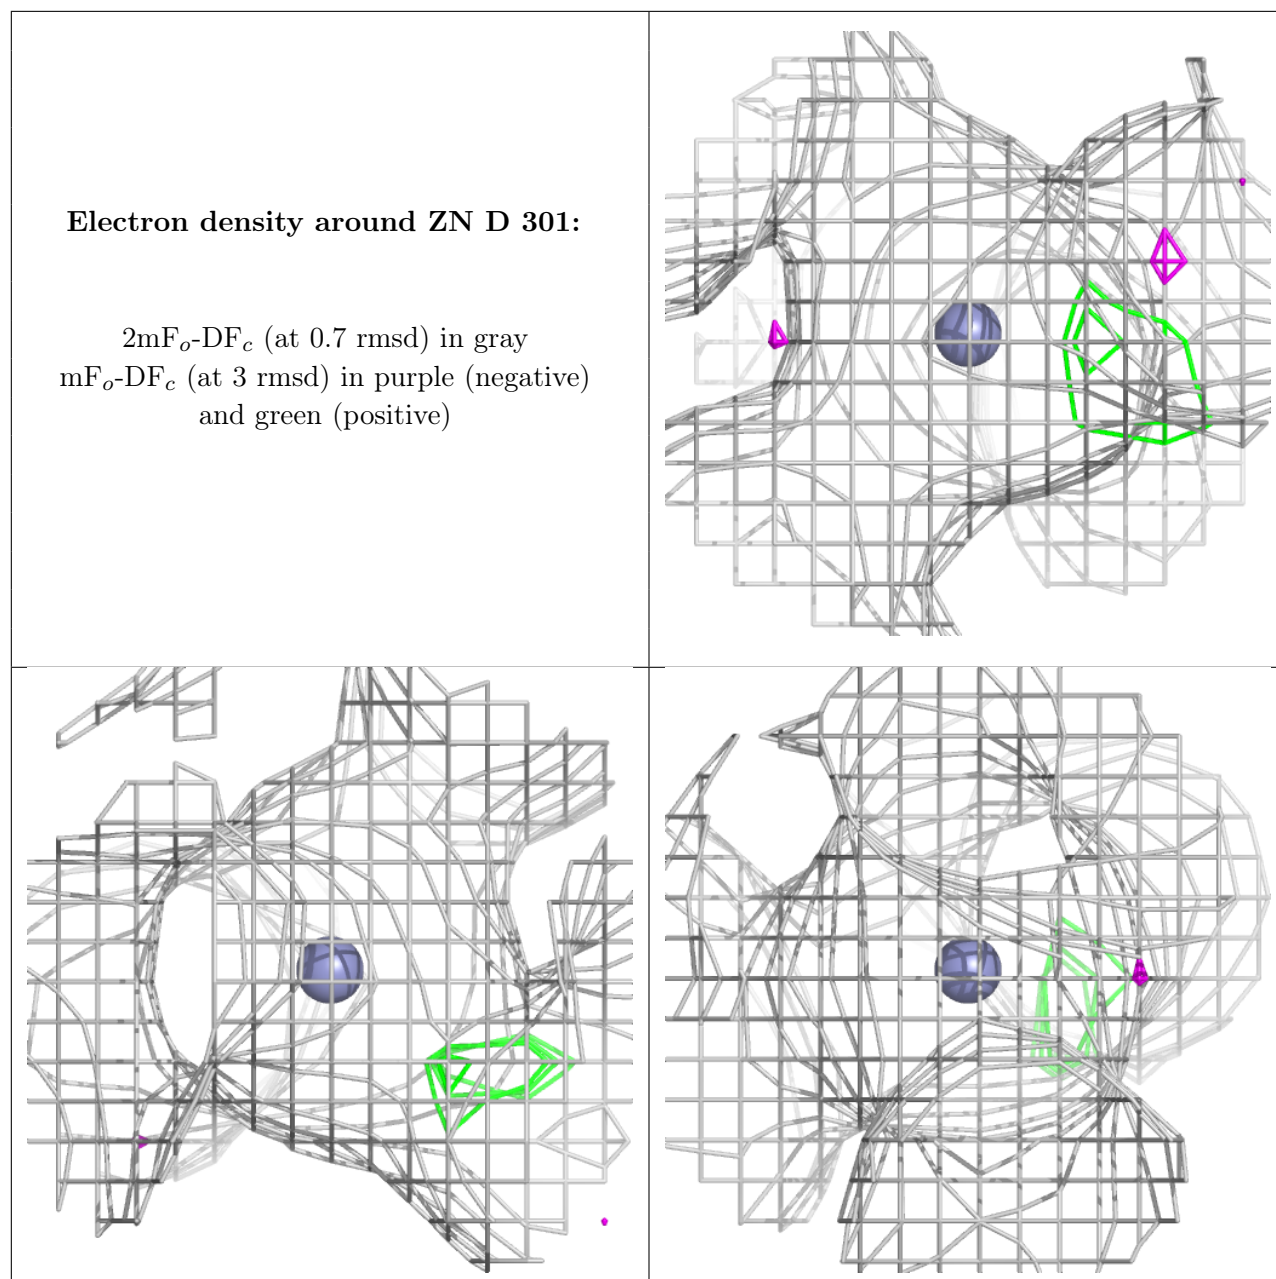 Electron density around ZN D 301:
2mFo-DFc (at 0.7 rmsd) in gray
mFo-DFc (at 3 rmsd) in purple (negative)
and green (positive)